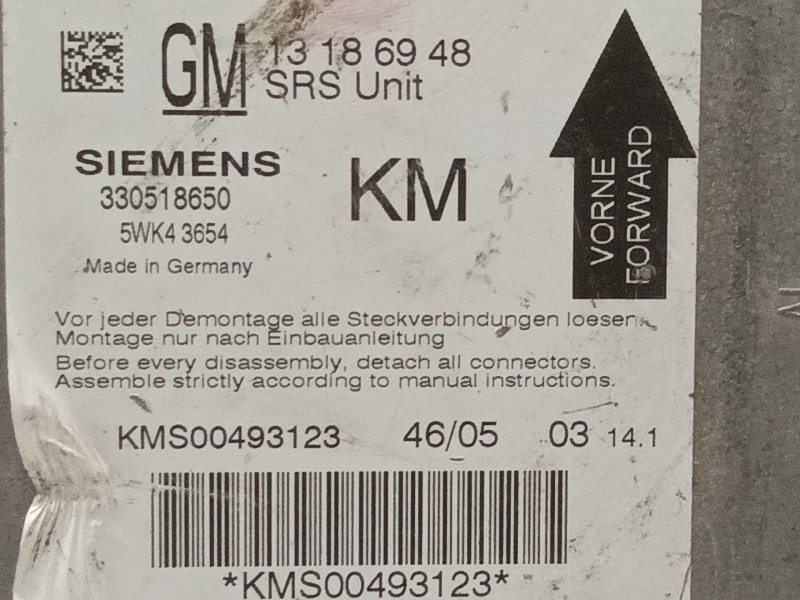 GM 13 18 69 48
SRS Unit
SIEMENS
330518650
5WK4 3654
Made in Germany
KM
VORNE
FORWARD
Vor jeder Demontage alle Steckverbindungen loesen.
Montage nur nach Einbauanleitung
Before every disassembly, detach all connectors.
Assemble strictly according to manual instructions.
KMS00493123 46/05 03 14.1
*KMS00493123*